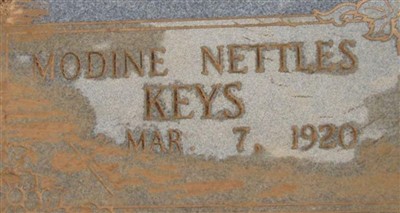 MODINE NETTLES
KEYS
MAR 7, 1920